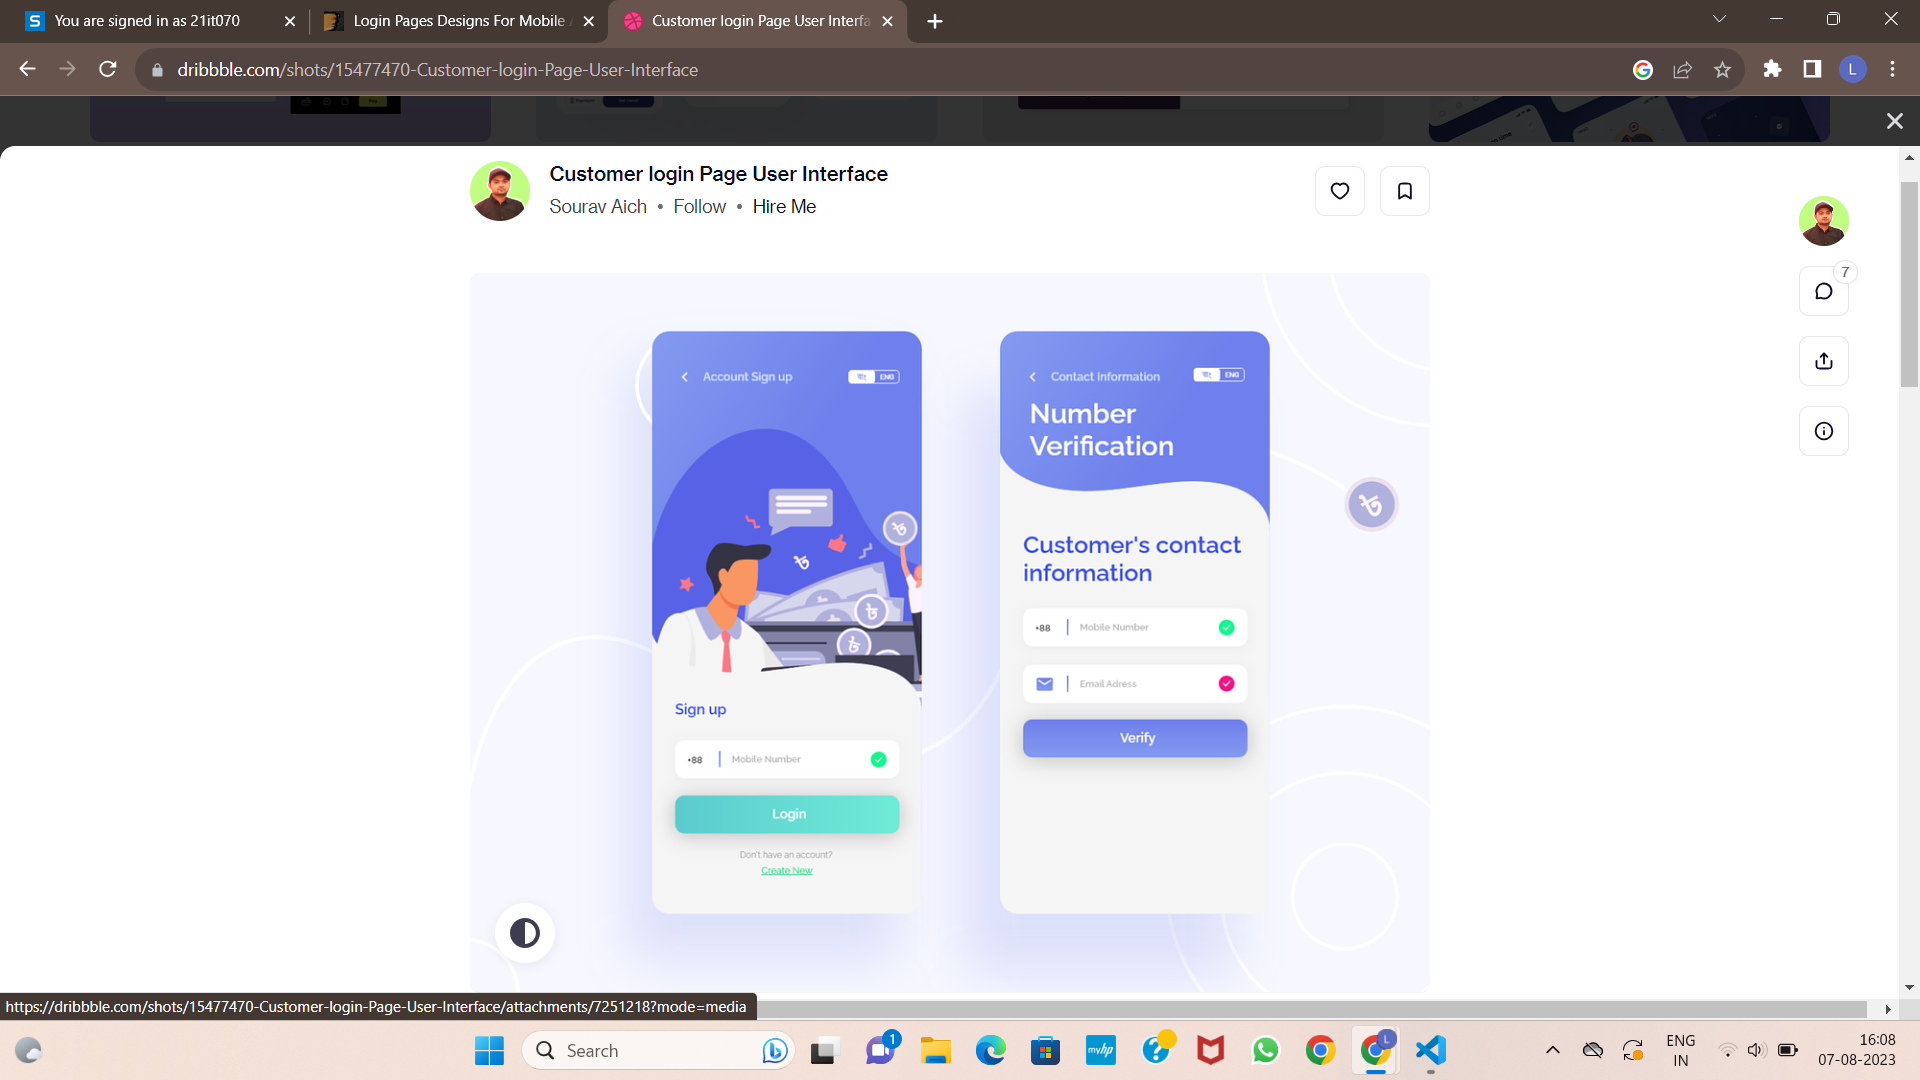 You are signed in as 21it070
Login Pages Designs For Mobile A
Customer login Page User Interfa
dribbble.com/shots/15477470-Customer-login-Page-User-Interface
L
Customer login Page User Interface
Sourav Aich • Follow • Hire Me
7
Account Sign up
বাং ENG
Contact Information
বাং ENG
Number
Verification
৳
৳
৳
৳
৳
Customer's contact
information
+88 Mobile Number
Email Adress
Verify
Sign up
+88 Mobile Number
Login
Don't have an account?
Create New
https://dribbble.com/shots/15477470-Customer-login-Page-User-Interface/attachments/7251218?mode=media
Search
1
myhp
L
ENG
IN
16:08
07-08-2023